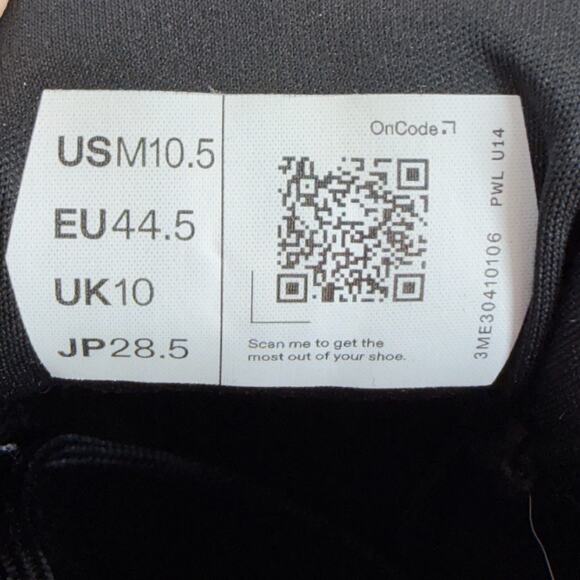 USM10.5
EU44.5
UK10
JP28.5
OnCode
Scan me to get the
most out of your shoe.
3ME30410106 PWL U14